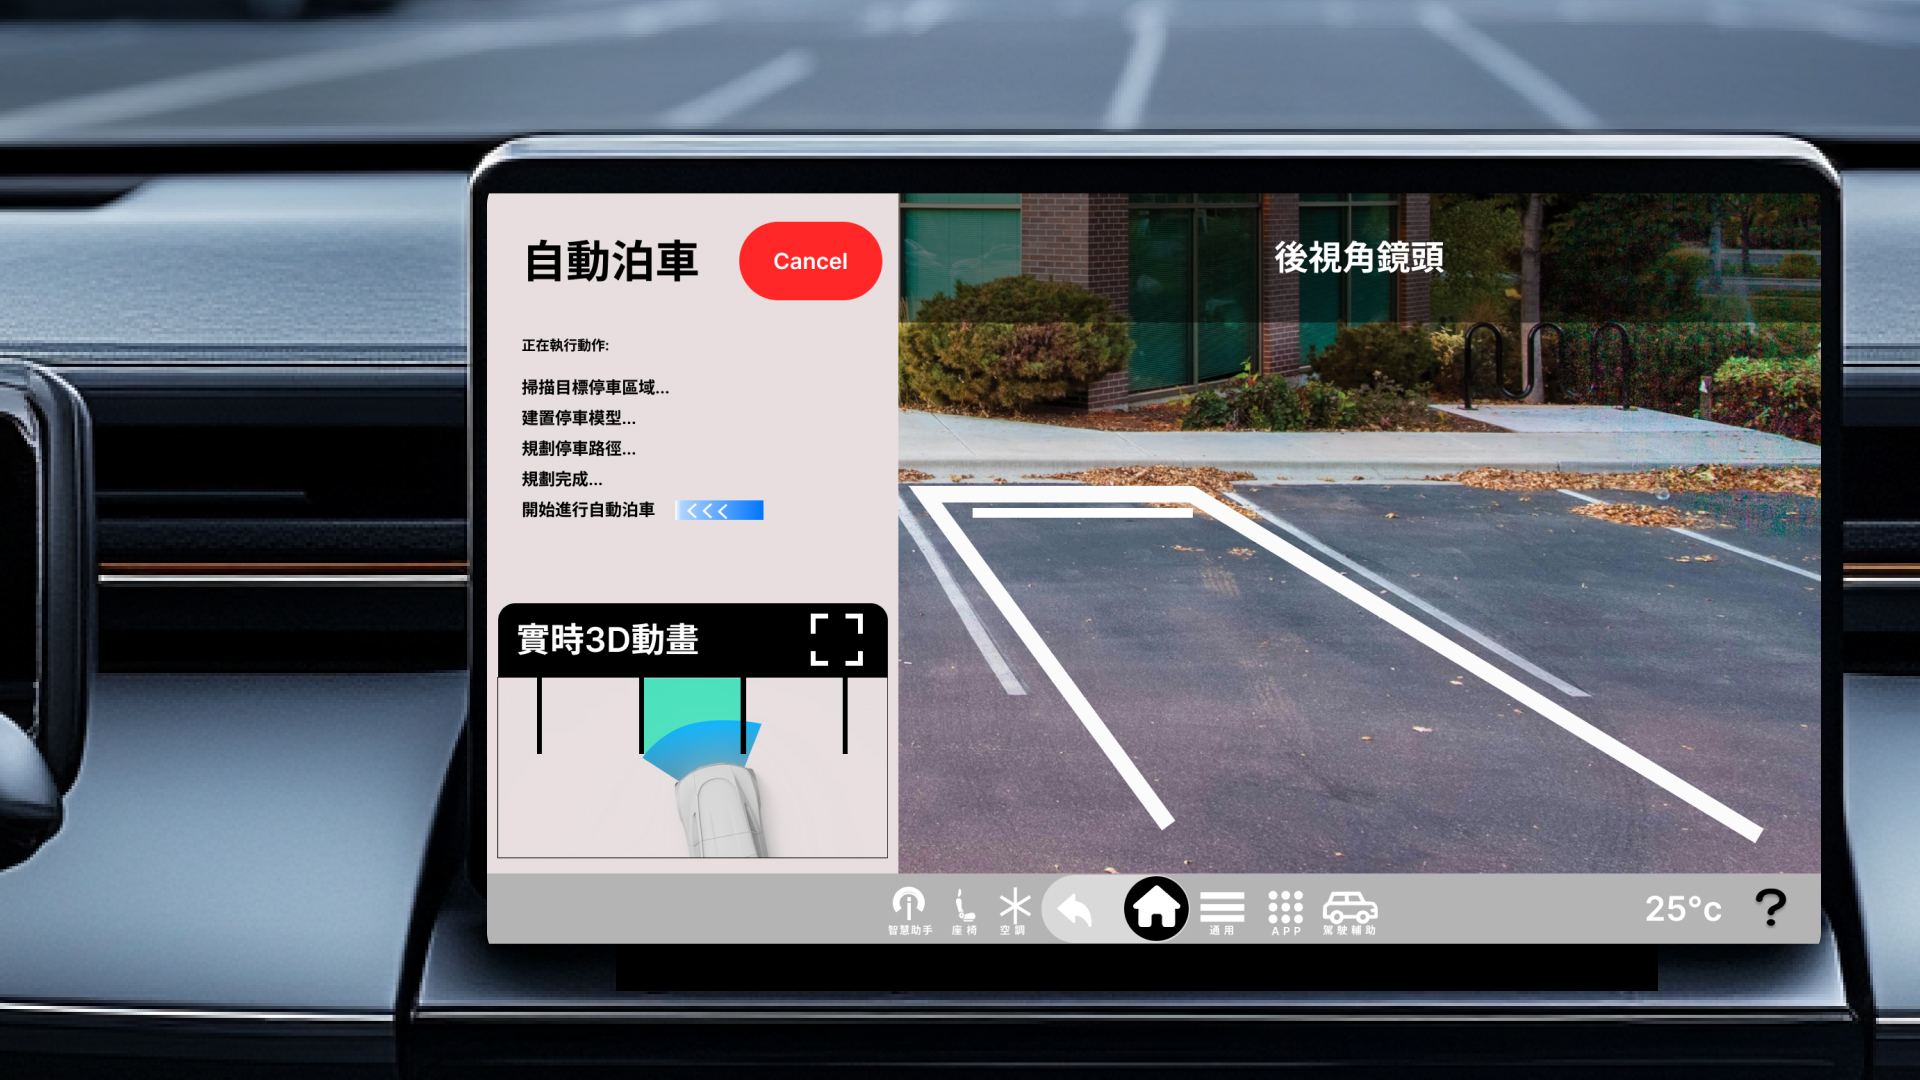 自動泊車
Cancel
後視角鏡頭
正在執行動作:
掃描目標停車區域...
建置停車模型...
規劃停車路徑...
規劃完成...
開始進行自動泊車
實時3D動畫
智慧助手
座椅
空調
通用
APP
駕駛輔助
25°c
?